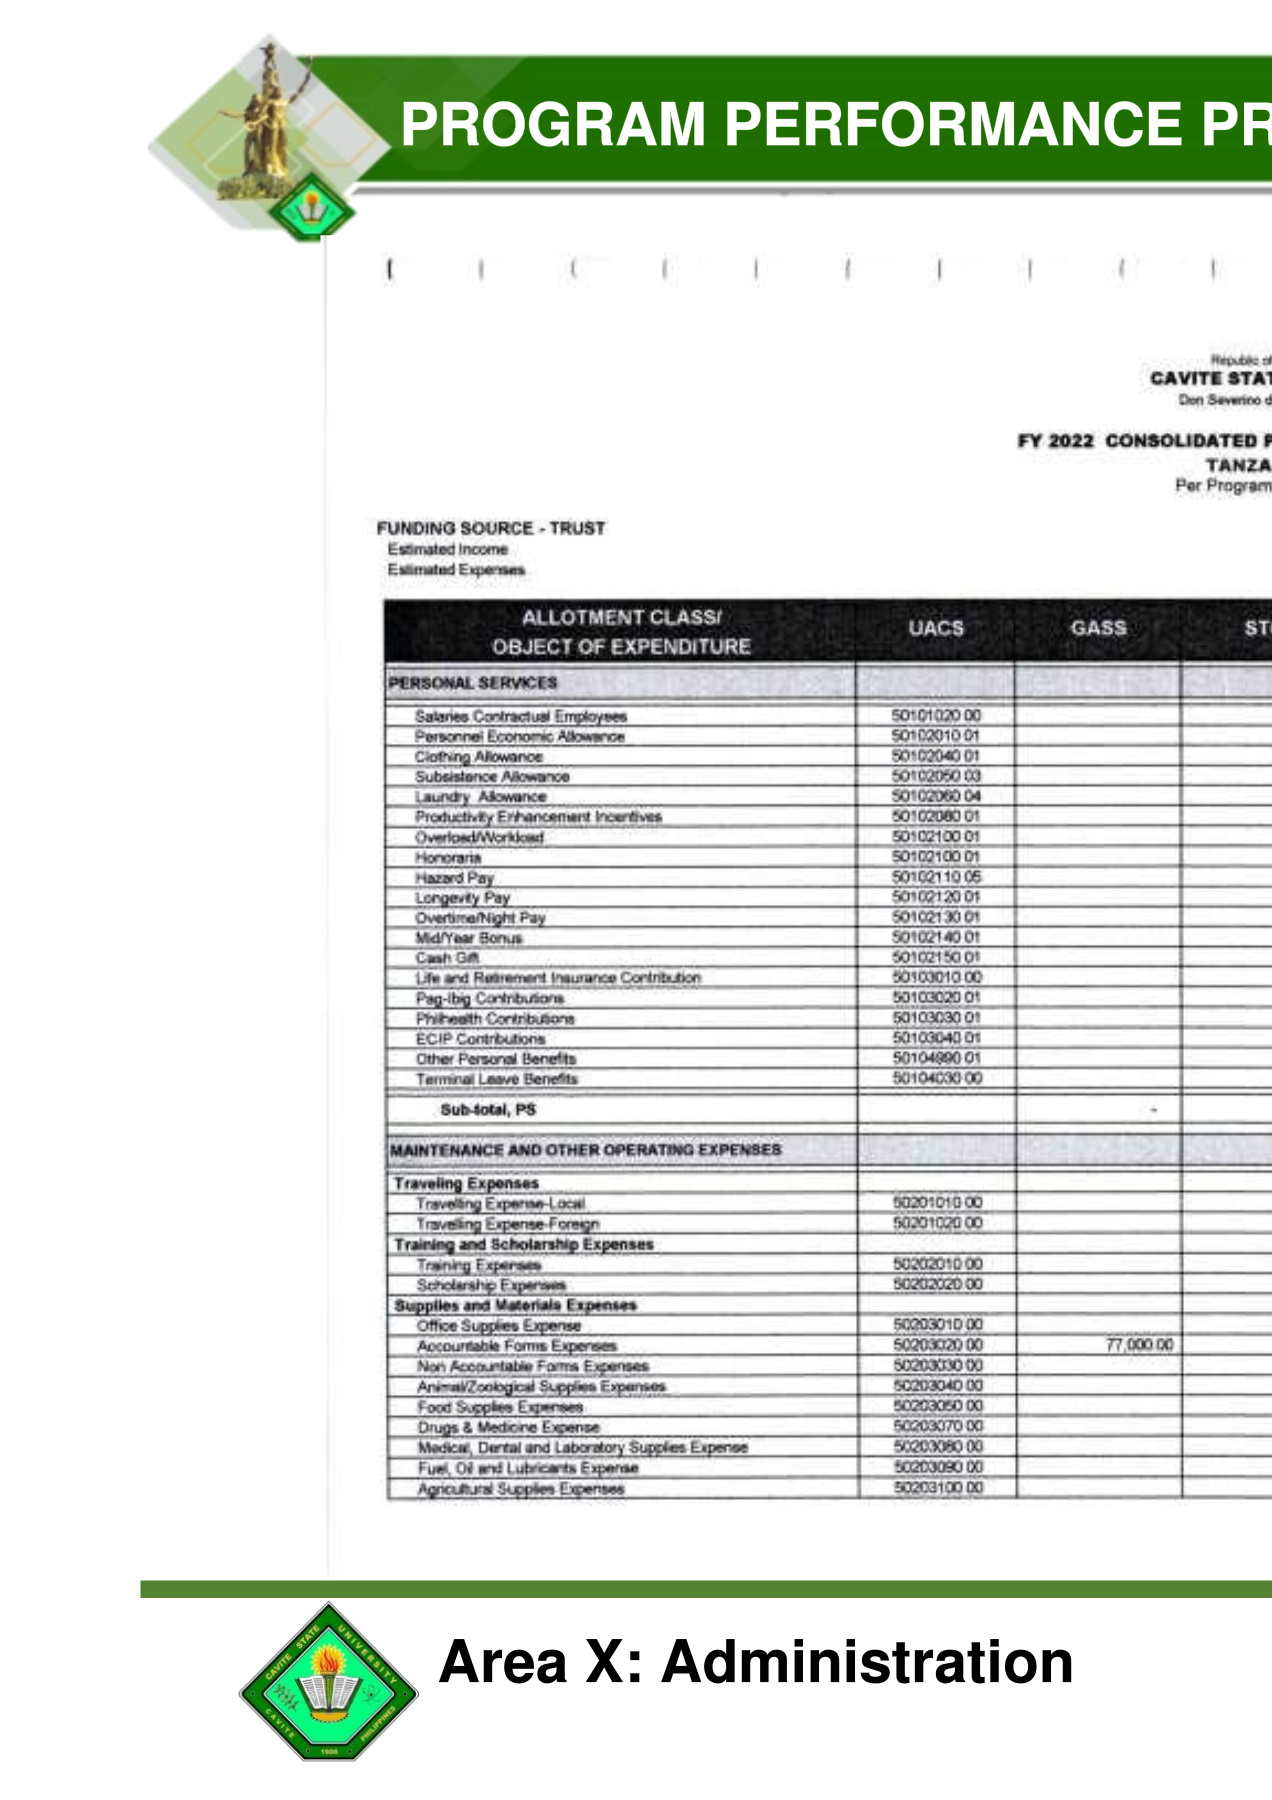 PROGRAM PERFORMANCE PR
Republic of
CAVITE STAT
Don Severino d
FY 2022 CONSOLIDATED P
TANZA
Per Program
FUNDING SOURCE - TRUST
Estimated Income
Estimated Expenses
ALLOTMENT CLASS/
OBJECT OF EXPENDITURE UACS GASS ST
PERSONAL SERVICES
Salaries Contractual Employees 50101020 00
Personnel Economic Allowance 50102010 01
Clothing Allowance 50102040 01
Subsistence Allowance 50102050 03
Laundry Allowance 50102060 04
Productivity Enhancement Incentives 50102080 01
Overload/Workload 50102100 01
Honoraria 50102100 01
Hazard Pay 50102110 05
Longevity Pay 50102120 01
Overtime/Night Pay 50102130 01
Mid/Year Bonus 50102140 01
Cash Gift 50102150 01
Life and Retirement Insurance Contribution 50103010 00
Pag-Ibig Contributions 50103020 01
Philhealth Contributions 50103030 01
ECIP Contributions 50103040 01
Other Personal Benefits 50104990 01
Terminal Leave Benefits 50104030 00
Sub-total, PS -
MAINTENANCE AND OTHER OPERATING EXPENSES
Traveling Expenses
Travelling Expense-Local 50201010 00
Travelling Expense-Foreign 50201020 00
Training and Scholarship Expenses
Training Expenses 50202010 00
Scholarship Expenses 50202020 00
Supplies and Materials Expenses
Office Supplies Expense 50203010 00
Accountable Forms Expenses 50203020 00 77,000.00
Non Accountable Forms Expenses 50203030 00
Animal/Zoological Supplies Expenses 50203040 00
Food Supplies Expenses 50203050 00
Drugs & Medicine Expense 50203070 00
Medical, Dental and Laboratory Supplies Expense 50203080 00
Fuel, Oil and Lubricants Expense 50203090 00
Agricultural Supplies Expenses 50203100 00
CAVITE STATE UNIVERSITY
CAVITE 1906 PHILIPPINES
Area X: Administration